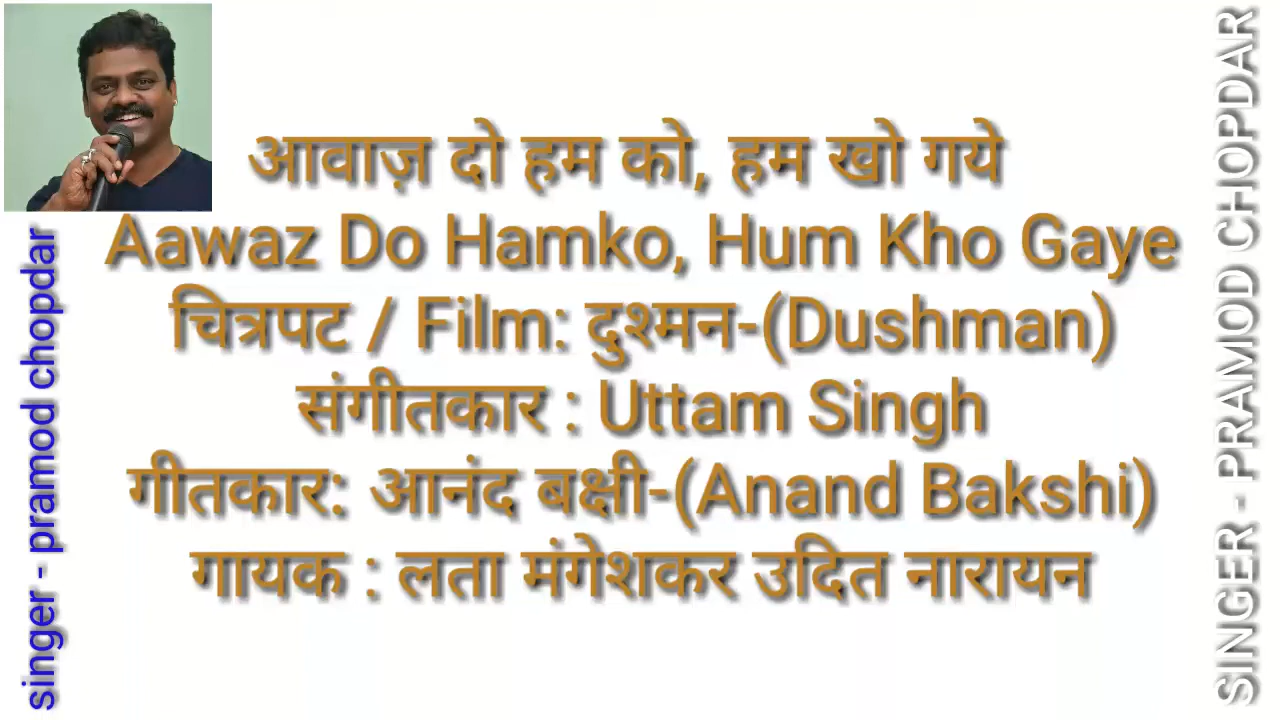 आवाज़ दो हम को, हम खो गये
Aawaz Do Hamko, Hum Kho Gaye
चित्रपट / Film: दुश्मन-(Dushman)
संगीतकार : Uttam Singh
गीतकार: आनंद बक्षी-(Anand Bakshi)
गायक : लता मंगेशकर उदित नारायन
singer - pramod chopdar
SINGER - PRAMOD CHOPDAR